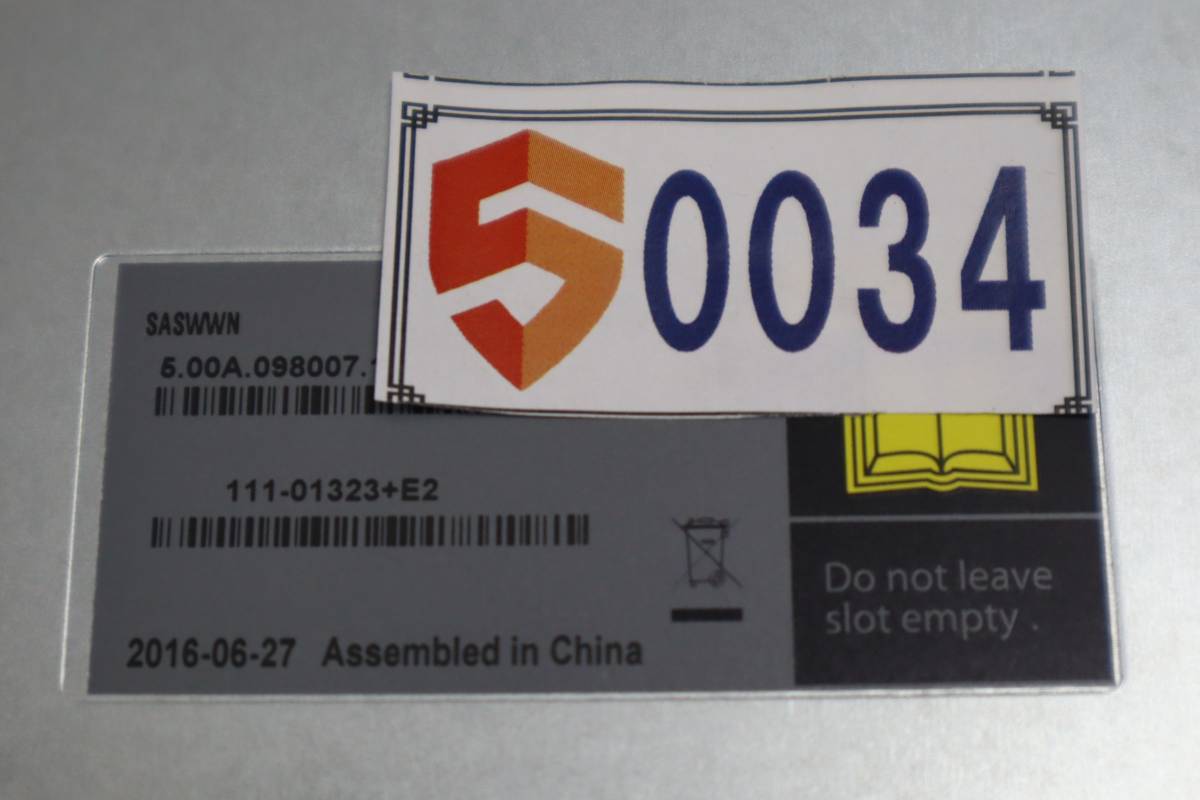 0034
SASWWN
5.00A.098007.
111-01323+E2
Do not leave
slot empty .
2016-06-27 Assembled in China